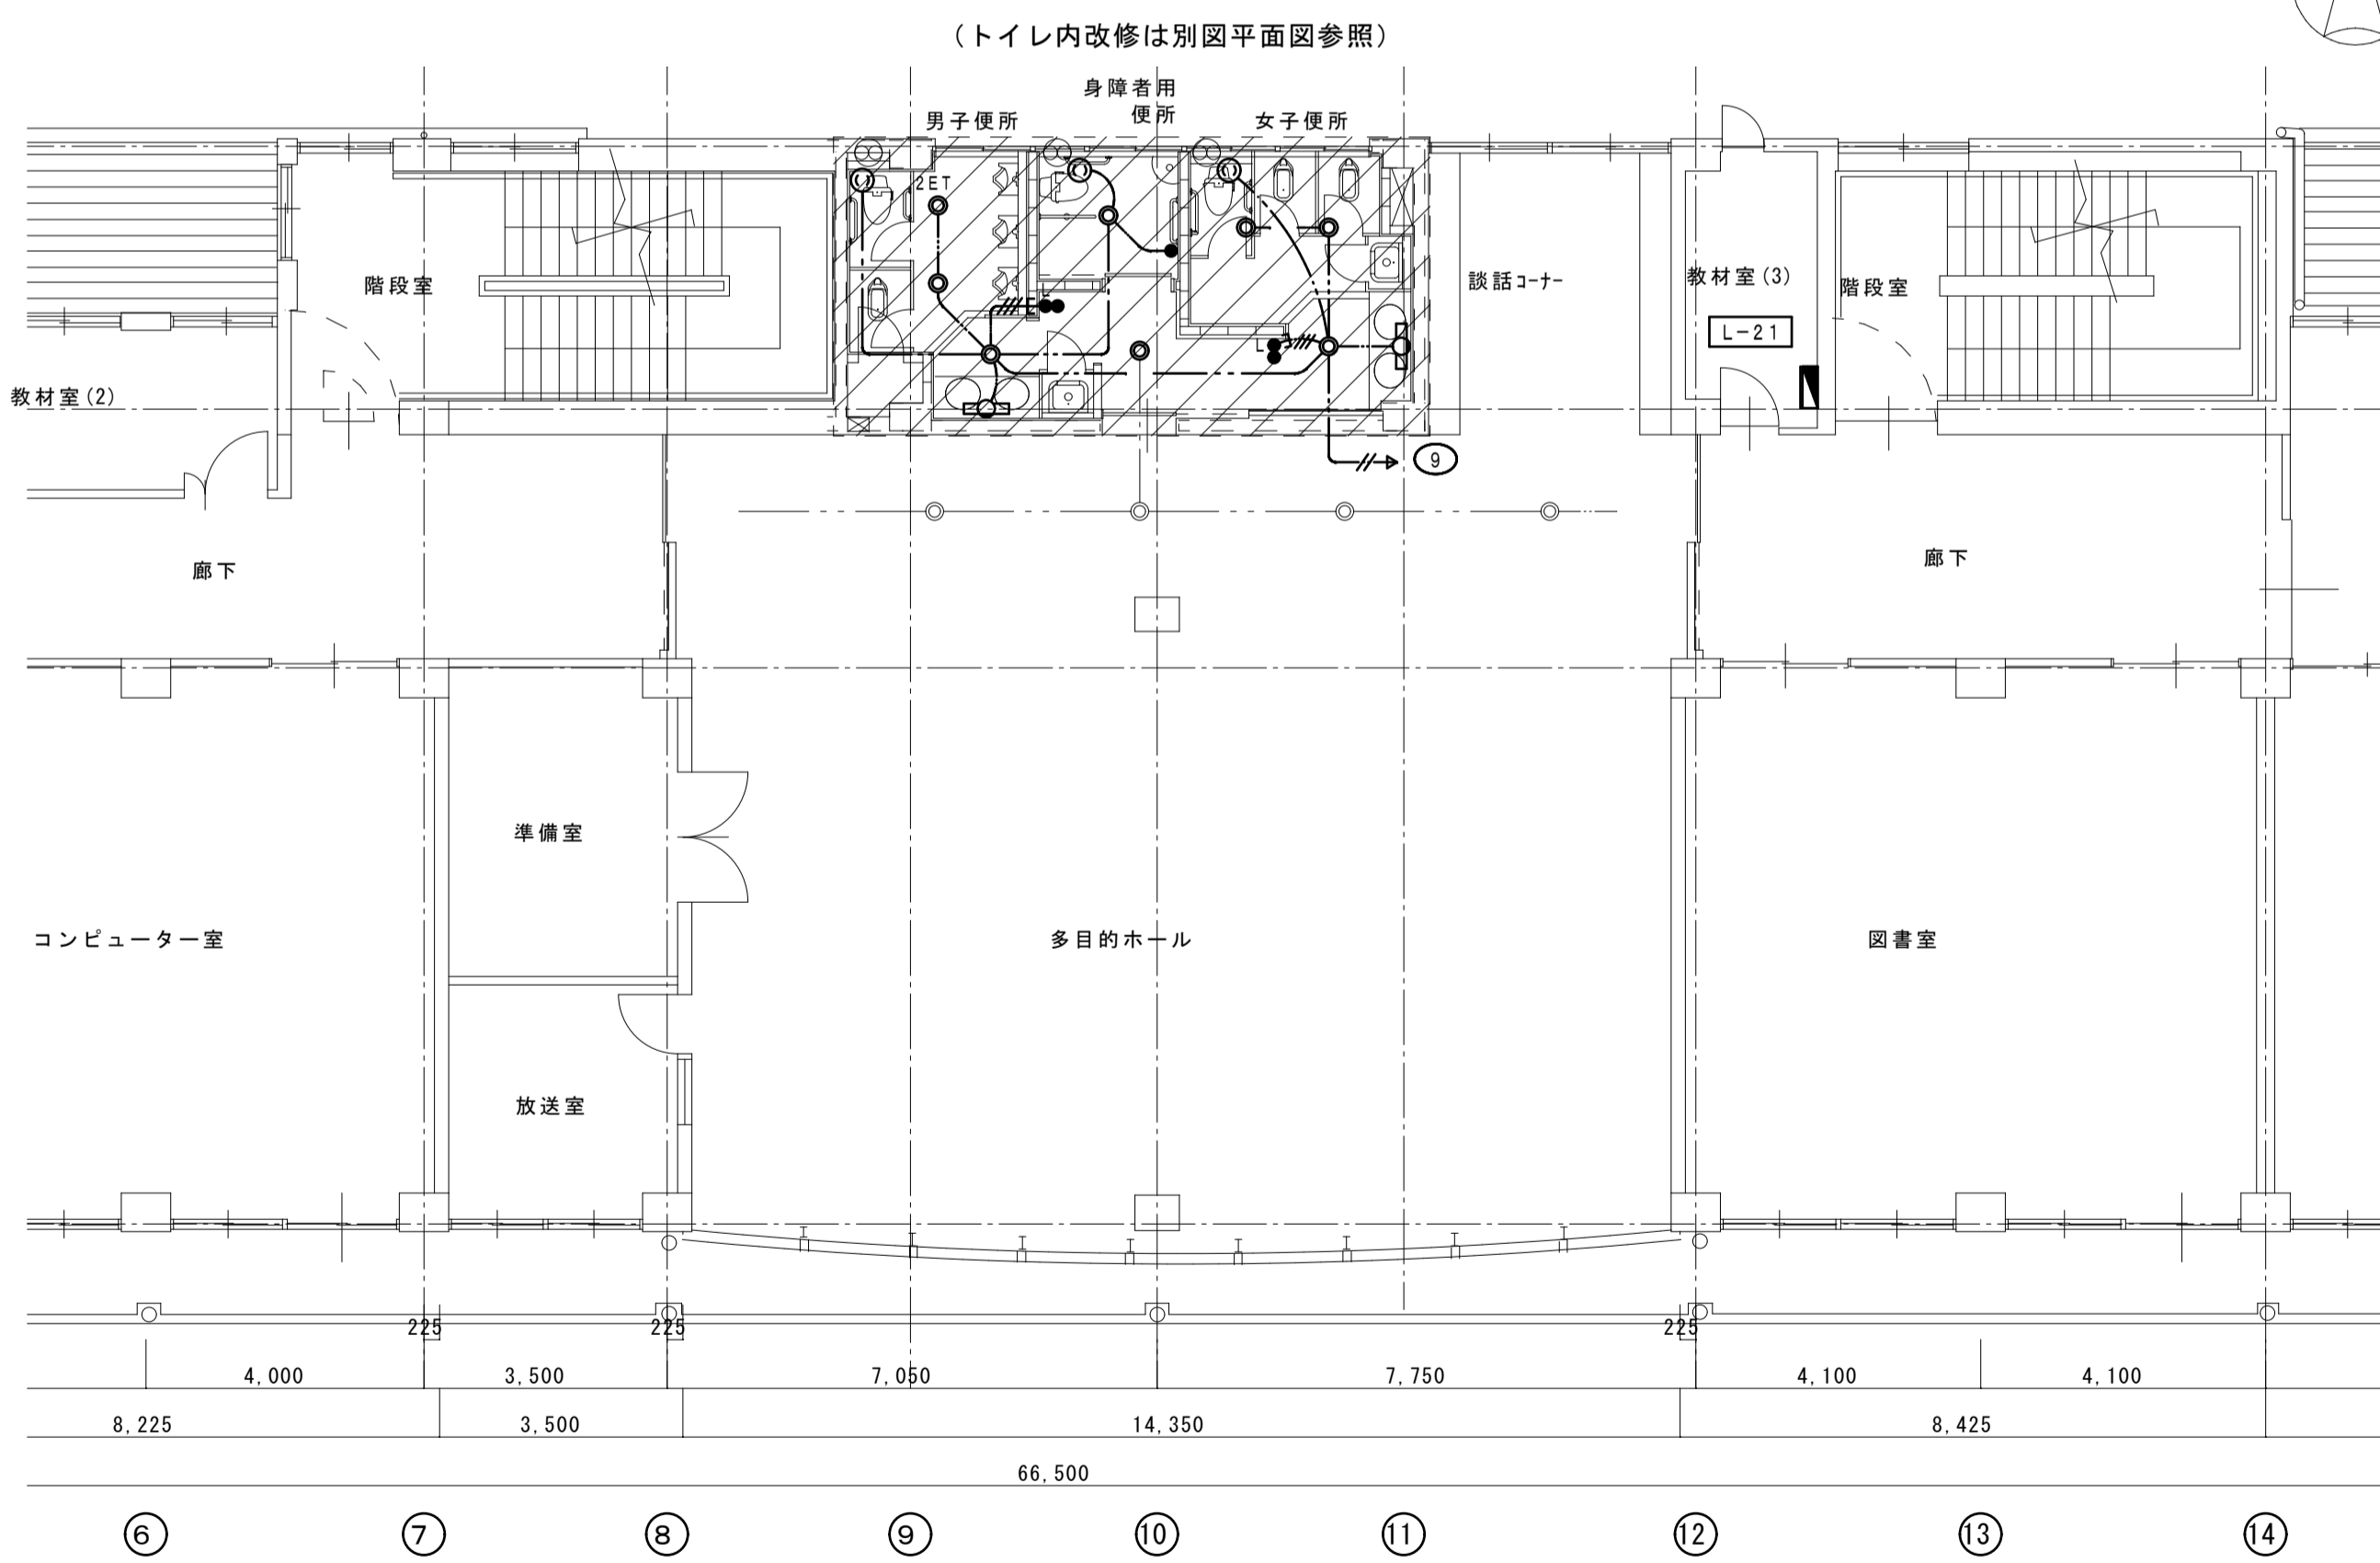 (トイレ内改修は別図平面図参照)
身障者用
便所
男子便所
女子便所
2ET
階段室
談話コーナー
教材室(3)
階段室
L-21
教材室(2)
E
L
9
廊下
廊下
準備室
コンピューター室
多目的ホール
図書室
放送室
225
225
225
4,000
3,500
7,050
7,750
4,100
4,100
8,225
3,500
14,350
8,425
66,500
6
7
8
9
10
11
12
13
14